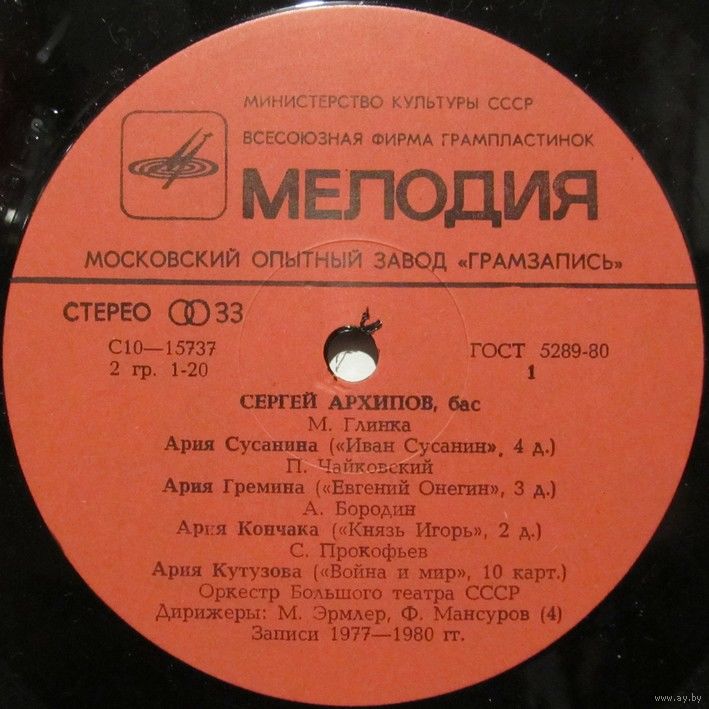 МИНИСТЕРСТВО КУЛЬТУРЫ СССР
ВСЕСОЮЗНАЯ ФИРМА ГРАМПЛАСТИНОК
МЕЛОДИЯ
МОСКОВСКИЙ ОПЫТНЫЙ ЗАВОД «ГРАМЗАПИСЬ»
СТЕРЕО 33
С10—15737
ГОСТ 5289-80
2 гр. 1-20
1
СЕРГЕЙ АРХИПОВ, бас
М. Глинка
Ария Сусанина («Иван Сусанин», 4 д.)
П. Чайковский
Ария Гремина («Евгений Онегин», 3 д.)
А. Бородин
Ария Кончака («Князь Игорь», 2 д.)
С. Прокофьев
Ария Кутузова («Война и мир», 10 карт.)
Оркестр Большого театра СССР
Дирижеры: М. Эрмлер, Ф. Мансуров (4)
Записи 1977—1980 гг.
www.ay.by